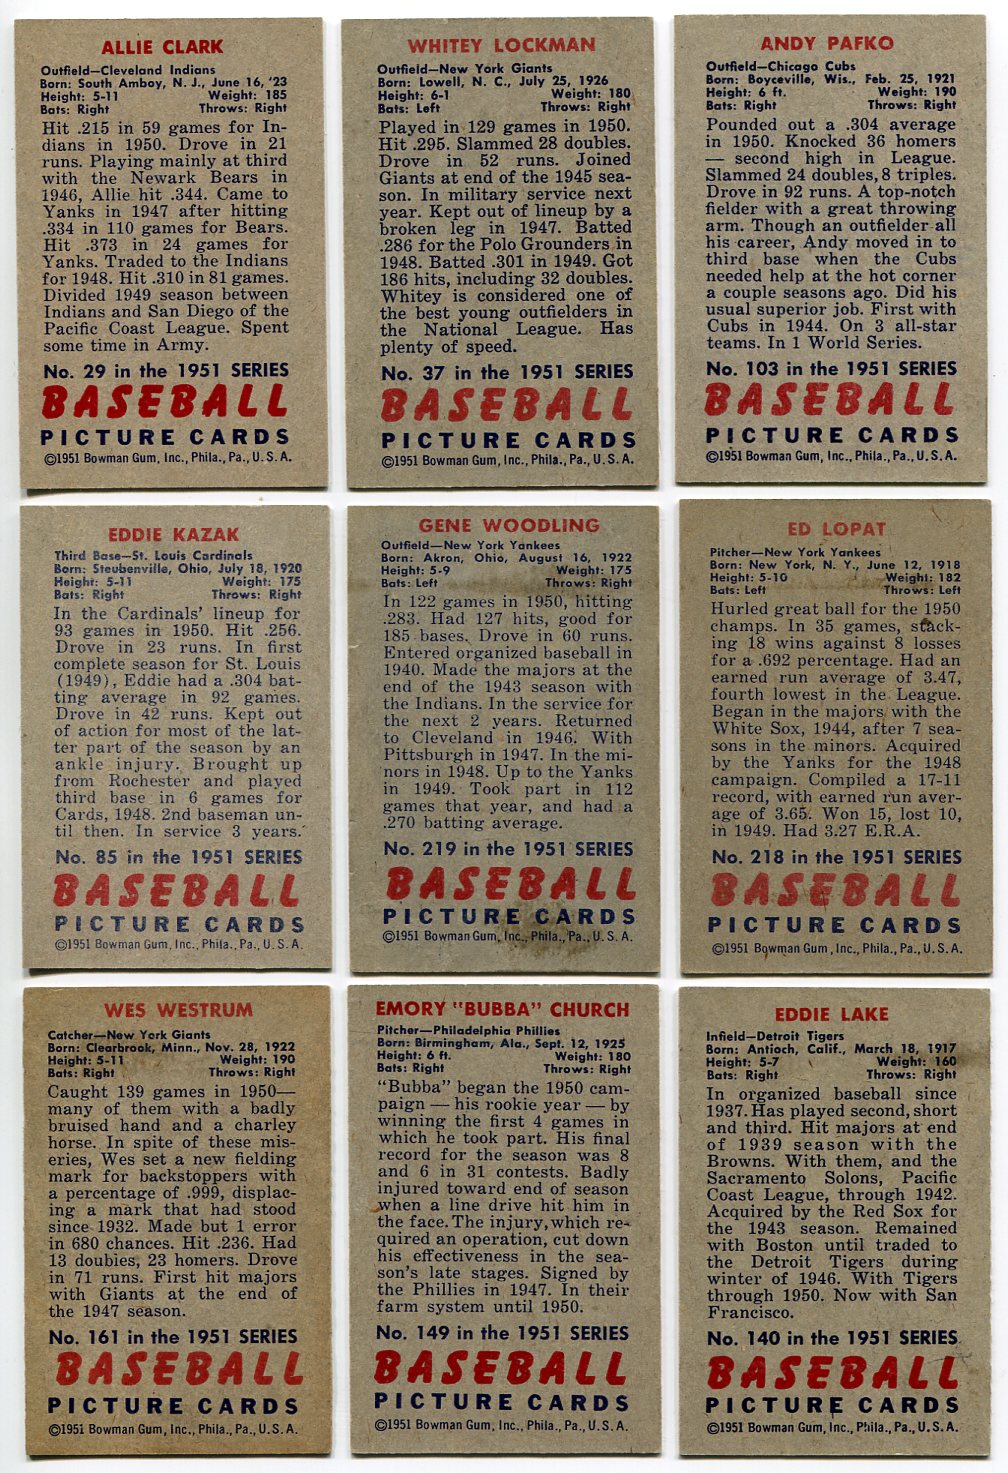 ALLIE CLARK
Outfield—Cleveland Indians
Born: South Amboy, N. J., June 16, '23
Height: 5-11 Weight: 185
Bats: Right Throws: Right
Hit .215 in 59 games for In-
dians in 1950. Drove in 21
runs. Playing mainly at third
with the Newark Bears in
1946, Allie hit .344. Came to
Yanks in 1947 after hitting
.334 in 110 games for Bears.
Hit .373 in 24 games for
Yanks. Traded to the Indians
for 1948. Hit .310 in 81 games.
Divided 1949 season between
Indians and San Diego of the
Pacific Coast League. Spent
some time in Army.
No. 29 in the 1951 SERIES
BASEBALL
PICTURE CARDS
©1951 Bowman Gum, Inc., Phila., Pa., U. S. A.
WHITEY LOCKMAN
Outfield—New York Giants
Born: Lowell, N. C., July 25, 1926
Height: 6-1 Weight: 180
Bats: Left Throws: Right
Played in 129 games in 1950.
Hit .295. Slammed 28 doubles.
Drove in 52 runs. Joined
Giants at end of the 1945 sea-
son. In military service next
year. Kept out of lineup by a
broken leg in 1947. Batted
.286 for the Polo Grounders in
1948. Batted .301 in 1949. Got
186 hits, including 32 doubles.
Whitey is considered one of
the best young outfielders in
the National League. Has
plenty of speed.
No. 37 in the 1951 SERIES
BASEBALL
PICTURE CARDS
©1951 Bowman Gum, Inc., Phila., Pa., U. S. A.
ANDY PAFKO
Outfield—Chicago Cubs
Born: Boyceville, Wis., Feb. 25, 1921
Height: 6 ft. Weight: 190
Bats: Right Throws: Right
Pounded out a .304 average
in 1950. Knocked 36 homers
— second high in League.
Slammed 24 doubles, 8 triples.
Drove in 92 runs. A top-notch
fielder with a great throwing
arm. Though an outfielder all
his career, Andy moved in to
third base when the Cubs
needed help at the hot corner
a couple seasons ago. Did his
usual superior job. First with
Cubs in 1944. On 3 all-star
teams. In 1 World Series.
No. 103 in the 1951 SERIES
BASEBALL
PICTURE CARDS
©1951 Bowman Gum, Inc., Phila., Pa., U. S. A.
EDDIE KAZAK
Third Base—St. Louis Cardinals
Born: Steubenville, Ohio, July 18, 1920
Height: 5-11 Weight: 175
Bats: Right Throws: Right
In the Cardinals' lineup for
93 games in 1950. Hit .256.
Drove in 23 runs. In first
complete season for St. Louis
(1949), Eddie had a .304 bat-
ting average in 92 games.
Drove in 42 runs. Kept out
of action for most of the lat-
ter part of the season by an
ankle injury. Brought up
from Rochester and played
third base in 6 games for
Cards, 1948. 2nd baseman un-
til then. In service 3 years.
No. 85 in the 1951 SERIES
BASEBALL
PICTURE CARDS
©1951 Bowman Gum, Inc., Phila., Pa., U. S. A.
GENE WOODLING
Outfield—New York Yankees
Born: Akron, Ohio, August 16, 1922
Height: 5-9 Weight: 175
Bats: Left Throws: Right
In 122 games in 1950, hitting
.283. Had 127 hits, good for
185 bases. Drove in 60 runs.
Entered organized baseball in
1940. Made the majors at the
end of the 1943 season with
the Indians. In the service for
the next 2 years. Returned
to Cleveland in 1946. With
Pittsburgh in 1947. In the mi-
nors in 1948. Up to the Yanks
in 1949. Took part in 112
games that year, and had a
.270 batting average.
No. 219 in the 1951 SERIES
BASEBALL
PICTURE CARDS
©1951 Bowman Gum, Inc., Phila., Pa., U. S. A.
ED LOPAT
Pitcher—New York Yankees
Born: New York, N. Y., June 12, 1918
Height: 5-10 Weight: 182
Bats: Left Throws: Left
Hurled great ball for the 1950
champs. In 35 games, stack-
ing 18 wins against 8 losses
for a .692 percentage. Had an
earned run average of 3.47,
fourth lowest in the League.
Began in the majors with the
White Sox, 1944, after 7 sea-
sons in the minors. Acquired
by the Yanks for the 1948
campaign. Compiled a 17-11
record, with earned run aver-
age of 3.65. Won 15, lost 10,
in 1949. Had 3.27 E.R.A.
No. 218 in the 1951 SERIES
BASEBALL
PICTURE CARDS
©1951 Bowman Gum, Inc., Phila., Pa., U. S. A.
WES WESTRUM
Catcher—New York Giants
Born: Clearbrook, Minn., Nov. 28, 1922
Height: 5-11 Weight: 190
Bats: Right Throws: Right
Caught 139 games in 1950—
many of them with a badly
bruised hand and a charley
horse. In spite of these mis-
eries, Wes set a new fielding
mark for backstoppers with
a percentage of .999, displac-
ing a mark that had stood
since 1932. Made but 1 error
in 680 chances. Hit .236. Had
13 doubles, 23 homers. Drove
in 71 runs. First hit majors
with Giants at the end of
the 1947 season.
No. 161 in the 1951 SERIES
BASEBALL
PICTURE CARDS
©1951 Bowman Gum, Inc., Phila., Pa., U. S. A.
EMORY "BUBBA" CHURCH
Pitcher—Philadelphia Phillies
Born: Birmingham, Ala., Sept. 12, 1925
Height: 6 ft. Weight: 180
Bats: Right Throws: Right
"Bubba" began the 1950 cam-
paign — his rookie year — by
winning the first 4 games in
which he took part. His final
record for the season was 8
and 6 in 31 contests. Badly
injured toward end of season
when a line drive hit him in
the face. The injury, which re-
quired an operation, cut down
his effectiveness in the sea-
son's late stages. Signed by
the Phillies in 1947. In their
farm system until 1950.
No. 149 in the 1951 SERIES
BASEBALL
PICTURE CARDS
©1951 Bowman Gum, Inc., Phila., Pa., U. S. A.
EDDIE LAKE
Infield—Detroit Tigers
Born: Antioch, Calif., March 18, 1917
Height: 5-7 Weight: 160
Bats: Right Throws: Right
In organized baseball since
1937. Has played second, short
and third. Hit majors at end
of 1939 season with the
Browns. With them, and the
Sacramento Solons, Pacific
Coast League, through 1942.
Acquired by the Red Sox for
the 1943 season. Remained
with Boston until traded to
the Detroit Tigers during
winter of 1946. With Tigers
through 1950. Now with San
Francisco.
No. 140 in the 1951 SERIES
BASEBALL
PICTURE CARDS
©1951 Bowman Gum, Inc., Phila., Pa., U. S. A.